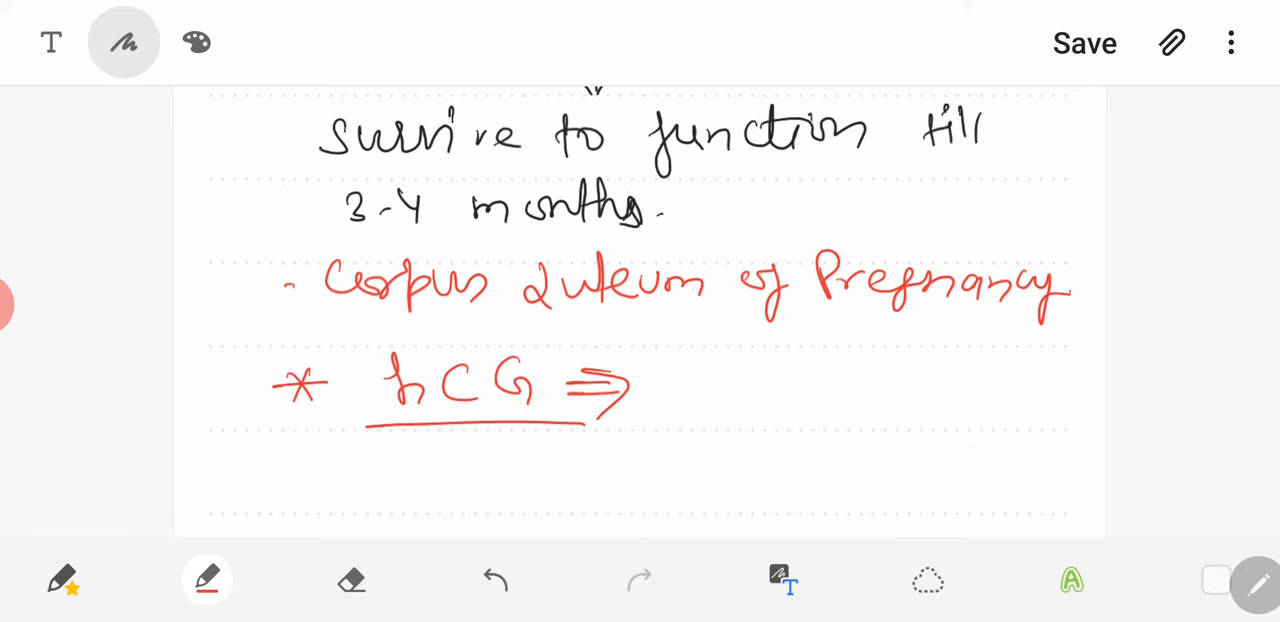 T Save
survive to function till
3-4 months.
- Corpus Luteum of Pregnancy
* hCG ⇒
T A